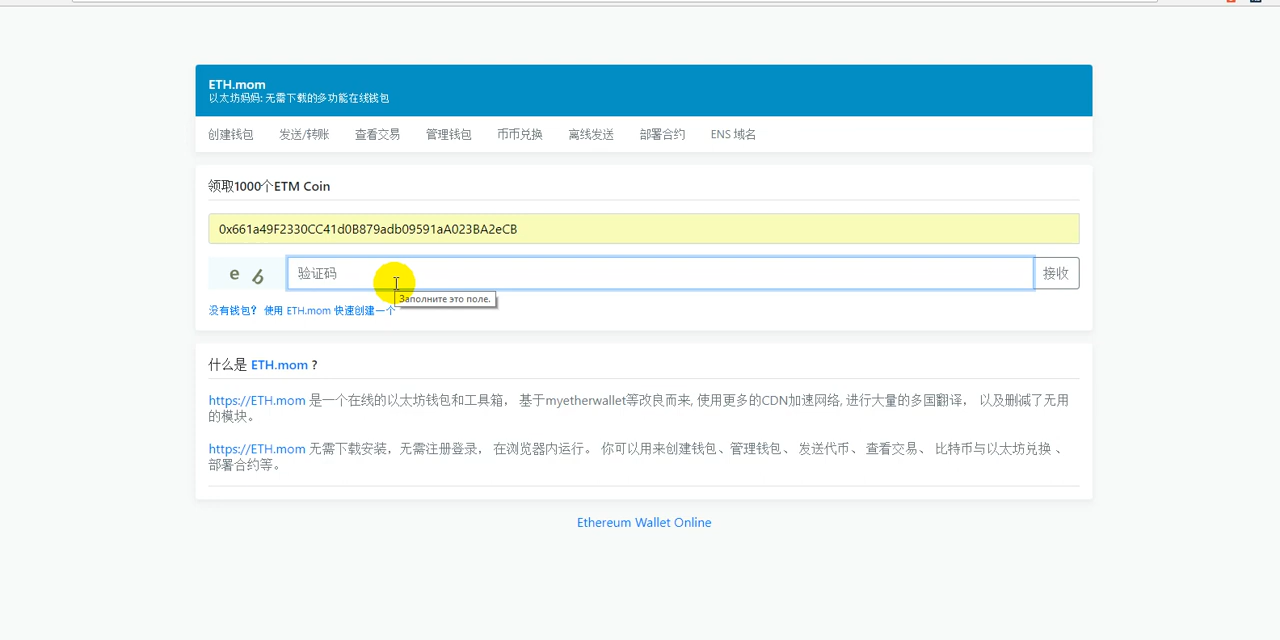 ETH.mom
以太坊妈妈: 无需下载的多功能在线钱包
创建钱包 发送/转账 查看交易 管理钱包 币币兑换 离线发送 部署合约 ENS 域名
领取1000个ETM Coin
0x661a49F2330CC41d0B879adb09591aA023BA2eCB
e 6 验证码 接收
Заполните это поле.
没有钱包? 使用 ETH.mom 快速创建一个
什么是 ETH.mom ?
https://ETH.mom 是一个在线的以太坊钱包和工具箱， 基于myetherwallet等改良而来, 使用更多的CDN加速网络, 进行大量的多国翻译， 以及删减了无用
的模块。
https://ETH.mom 无需下载安装，无需注册登录， 在浏览器内运行。 你可以用来创建钱包、管理钱包、 发送代币、 查看交易、 比特币与以太坊兑换 、
部署合约等。
Ethereum Wallet Online